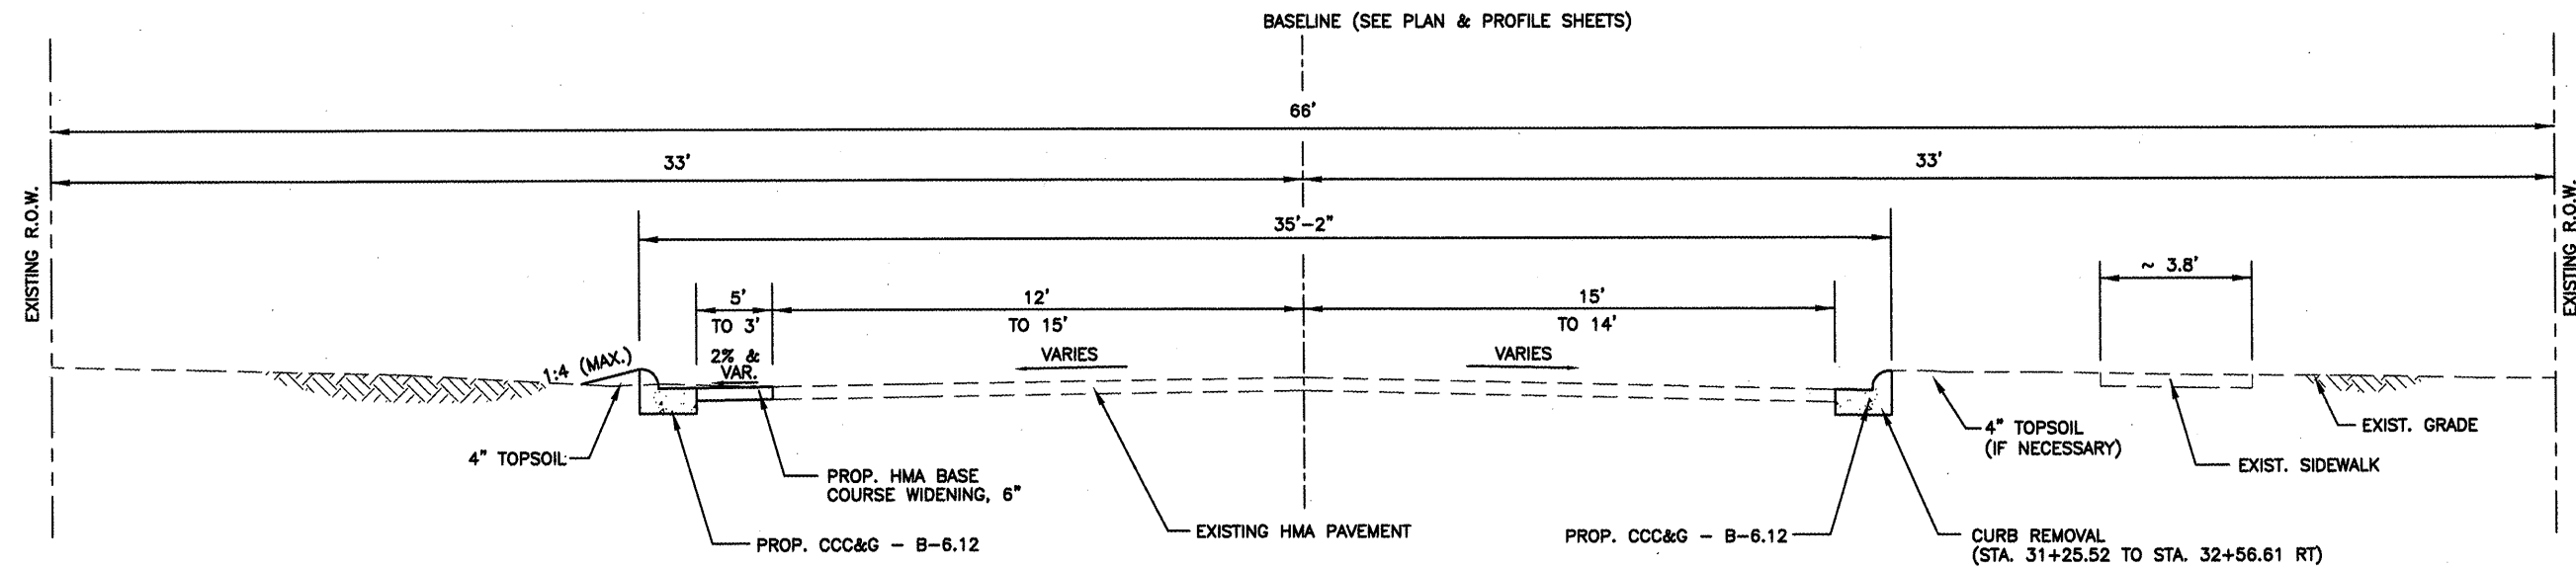 BASELINE (SEE PLAN & PROFILE SHEETS)
66'
33'
33'
EXISTING R.O.W.
EXISTING R.O.W.
35'-2"
~ 3.8'
5'
TO 3'
12'
TO 15'
15'
TO 14'
1:4 (MAX.)
2% &
VAR.
VARIES
VARIES
4" TOPSOIL
PROP. HMA BASE
COURSE WIDENING, 6"
PROP. CCC&G - B-6.12
EXISTING HMA PAVEMENT
PROP. CCC&G - B-6.12
CURB REMOVAL
(STA. 31+25.52 TO STA. 32+56.61 RT)
4" TOPSOIL
(IF NECESSARY)
EXIST. SIDEWALK
EXIST. GRADE